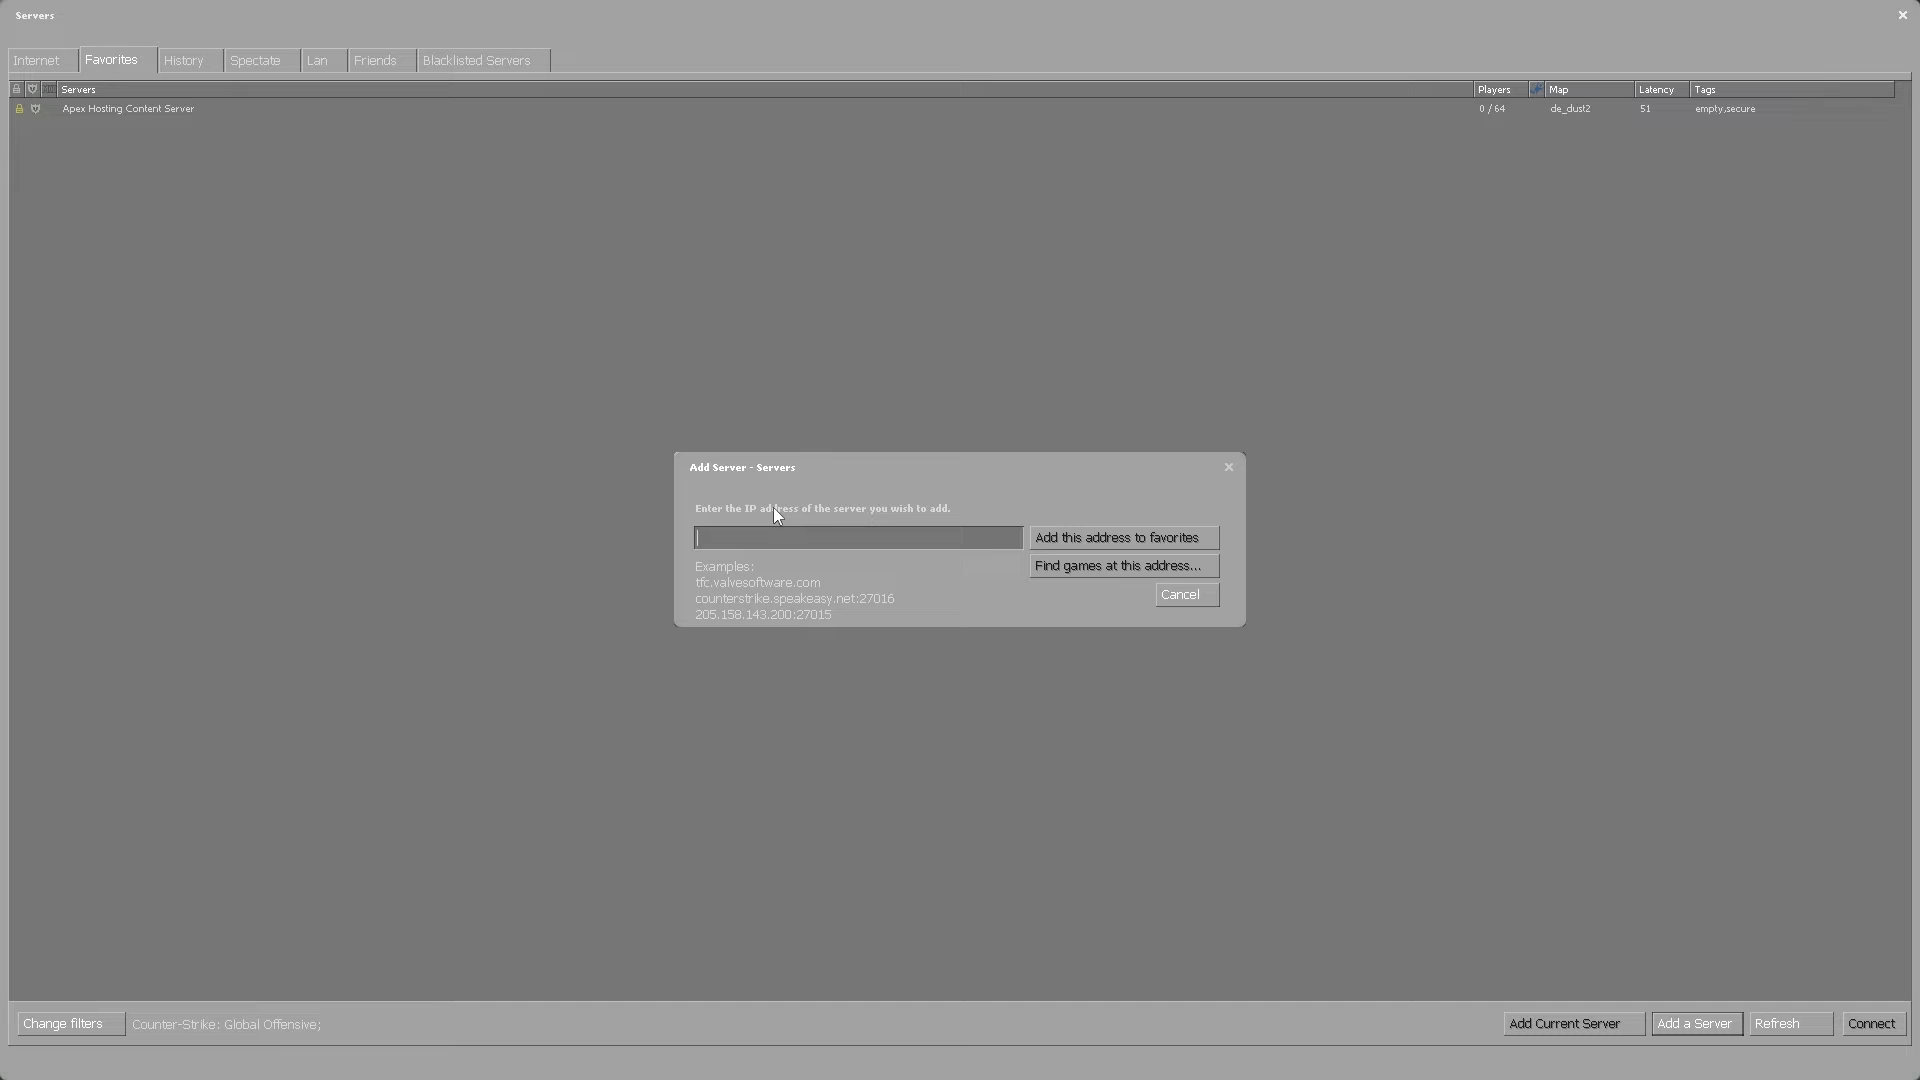 Servers
Internet Favorites History Spectate Lan Friends Blacklisted Servers
Servers Players Map Latency Tags
Apex Hosting Content Server 0 / 64 de_dust2 51 empty,secure
Add Server - Servers
Enter the IP address of the server you wish to add.
Add this address to favorites
Examples:
Find games at this address...
tfc.valvesoftware.com
counterstrike.speakeasy.net:27016
Cancel
205.158.143.200:27015
Change filters Counter-Strike: Global Offensive; Add Current Server Add a Server Refresh Connect